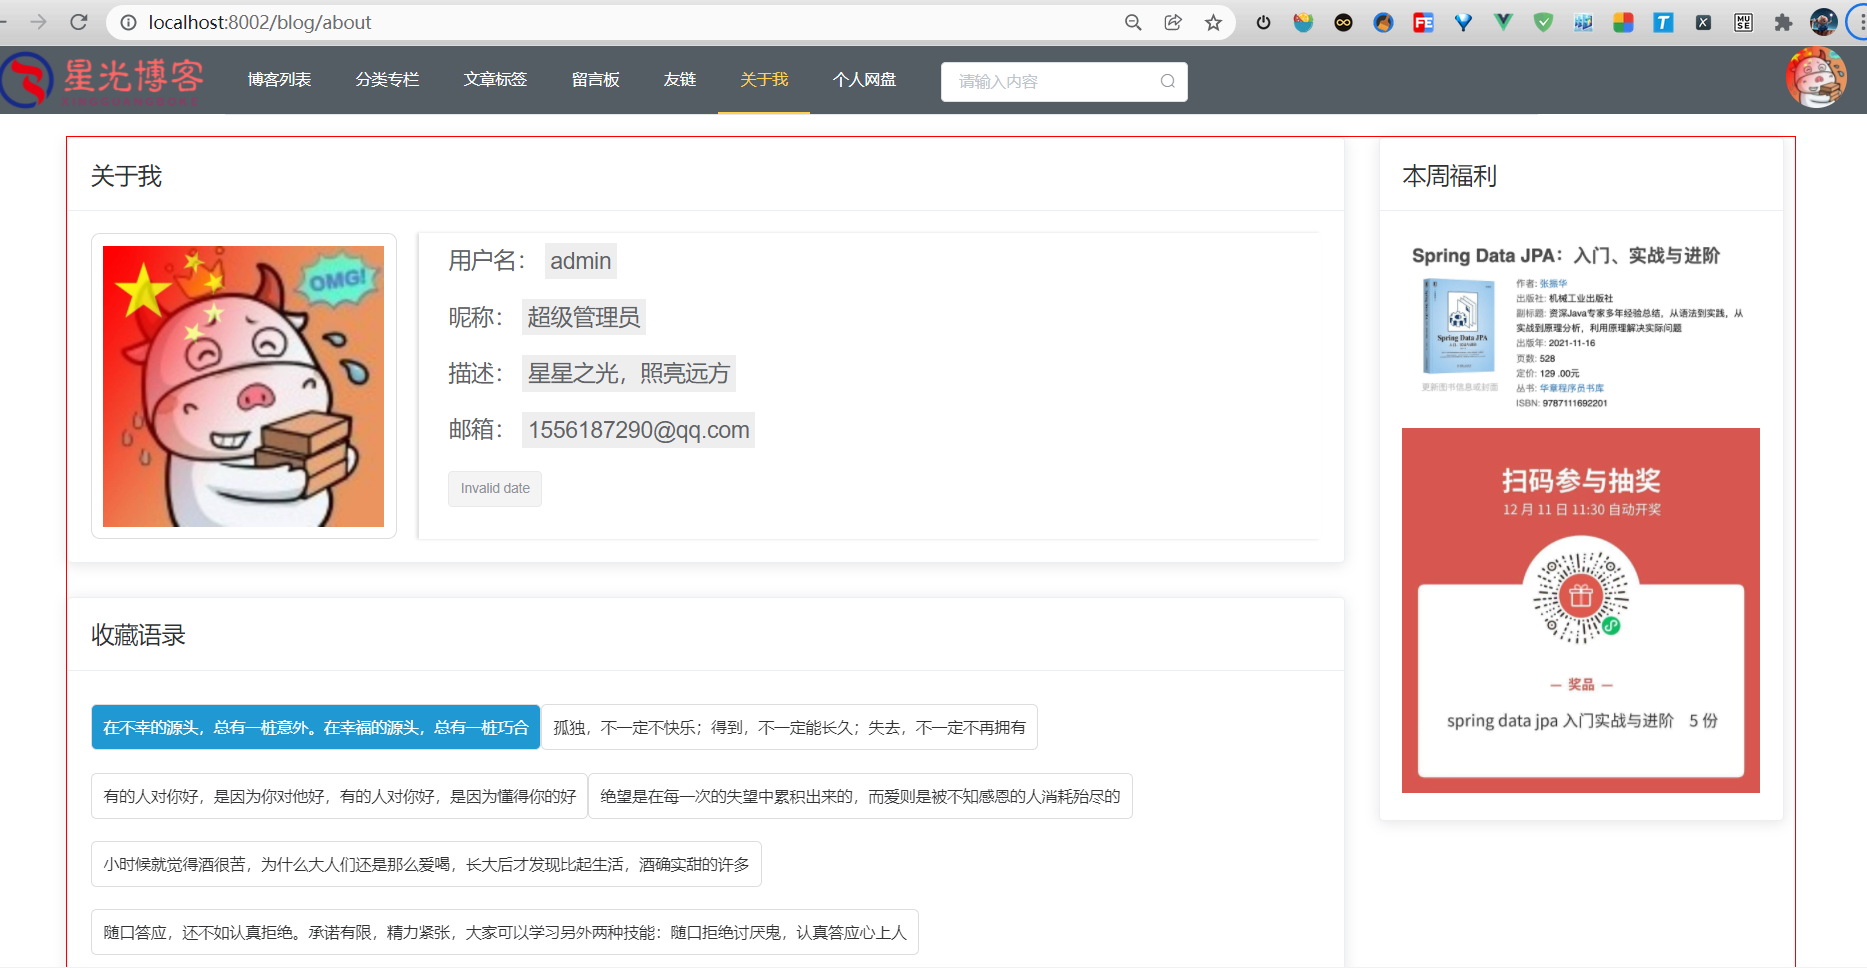 localhost:8002/blog/about
星光博客
博客列表
分类专栏
文章标签
留言板
友链
关于我
个人网盘
请输入内容
关于我
OMG!
用户名： admin
昵称： 超级管理员
描述： 星星之光，照亮远方
邮箱： 1556187290@qq.com
Invalid date
收藏语录
在不幸的源头，总有一桩意外。在幸福的源头，总有一桩巧合
孤独，不一定不快乐；得到，不一定能长久；失去，不一定不再拥有
有的人对你好，是因为你对他好，有的人对你好，是因为懂得你的好
绝望是在每一次的失望中累积出来的，而爱则是被不知感恩的人消耗殆尽的
小时候就觉得酒很苦，为什么大人们还是那么爱喝，长大后才发现比起生活，酒确实甜的许多
随口答应，还不如认真拒绝。承诺有限，精力紧张，大家可以学习另外两种技能：随口拒绝讨厌鬼，认真答应心上人
本周福利
Spring Data JPA：入门、实战与进阶
作者: 张振华
出版社: 机械工业出版社
副标题: 资深Java专家多年经验总结，从语法到实践，从
实战到原理分析，利用原理解决实际问题
出版年: 2021-11-16
页数: 528
定价: 129 .00元
丛书: 华章程序员书库
ISBN: 9787111692201
Spring Data JPA
更新图书信息或封面
扫码参与抽奖
12 月 11 日 11:30 自动开奖
奖品
spring data jpa 入门实战与进阶 5 份